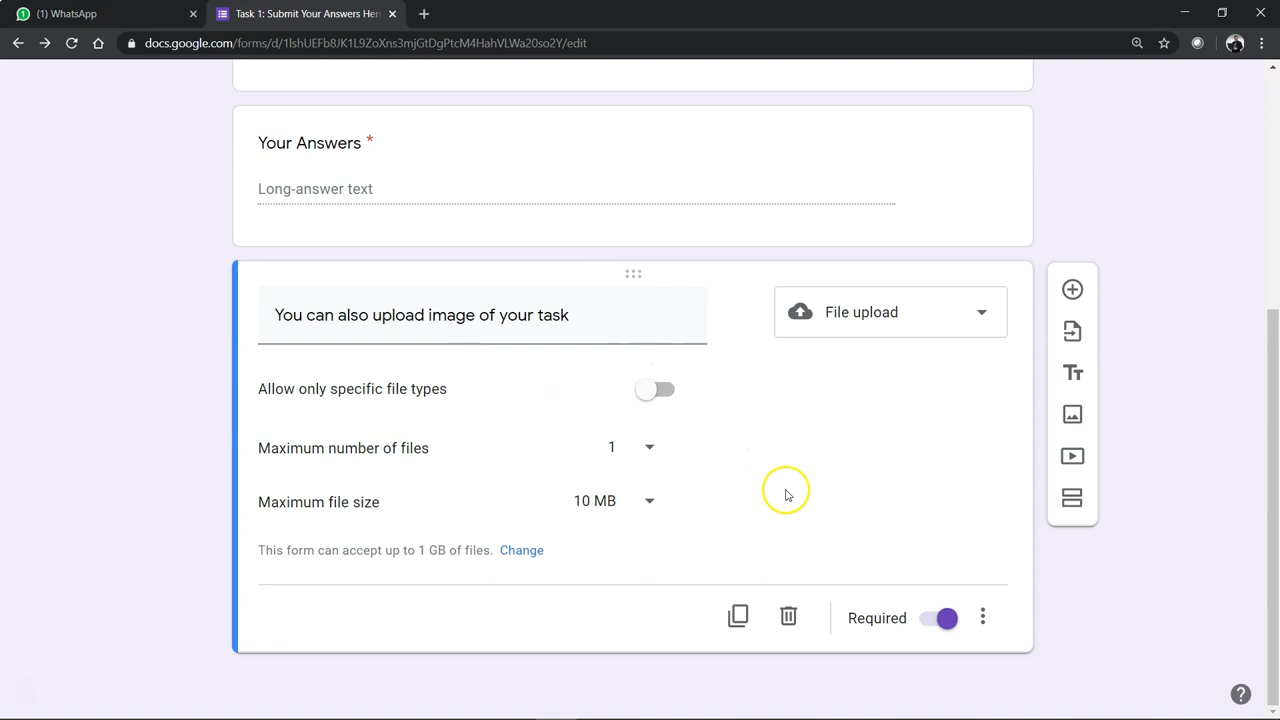 WhatsApp
Task 1: Submit Your Answers Her
docs.google.com/forms/d/1lshUEFb8JK1L9ZoXns3mjGtDgPtcM4HahVLWa20so2Y/edit
Your Answers *
Long-answer text
You can also upload image of your task
File upload
Allow only specific file types
Maximum number of files 1
Maximum file size 10 MB
This form can accept up to 1 GB of files. Change
Required